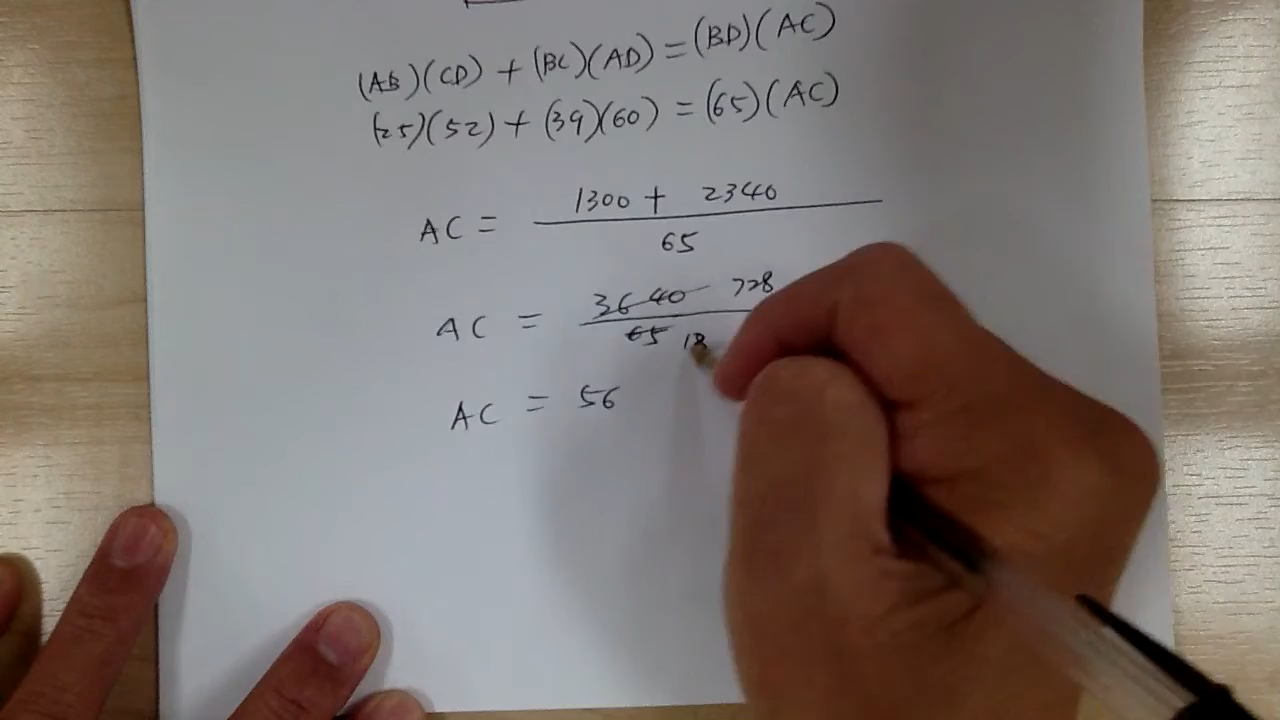 (AB)(CD) + (BC)(AD) = (BD)(AC)
(25)(52) + (39)(60) = (65)(AC)
AC = 1300 + 2340
65
AC = 3640 728
65 13
AC = 56